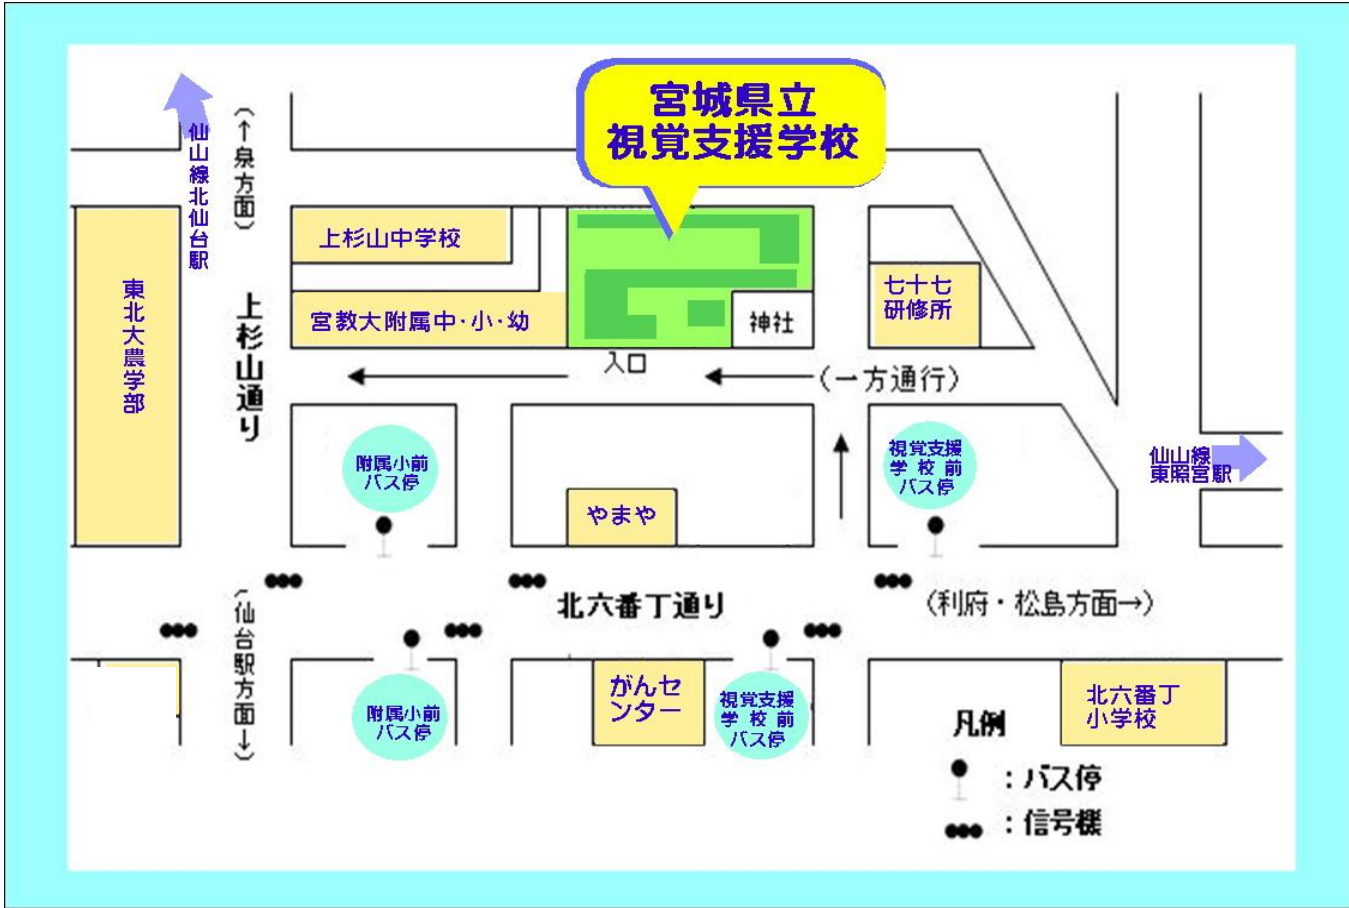 宮城県立
視覚支援学校
仙山線北仙台駅
(↑泉方面)
上杉山中学校
東北大農学部
上杉山通り
宮教大附属中・小・幼
神社
七十七
研修所
入口
(一方通行)
附属小前
バス停
視覚支援
学校前
バス停
仙山線
東照宮駅
やまや
北六番丁通り
(利府・松島方面→)
(仙台駅方面→)
附属小前
バス停
がんセ
ンター
視覚支援
学校前
バス停
北六番丁
小学校
凡例
：バス停
：信号機